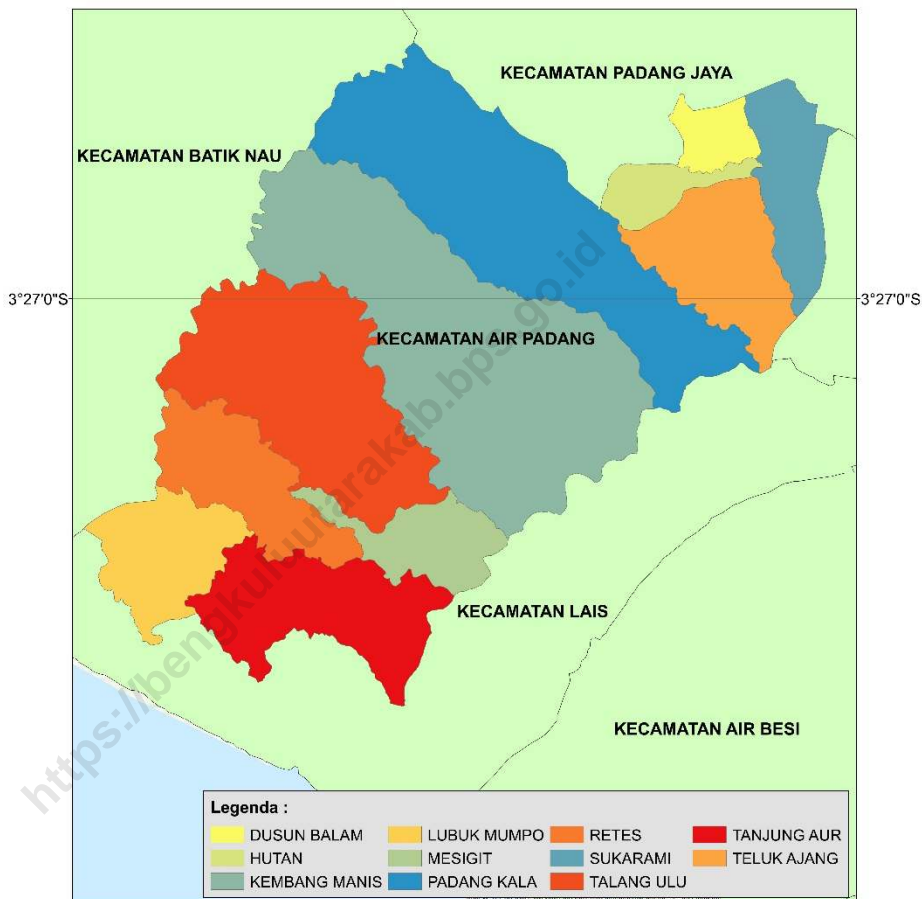 KECAMATAN PADANG JAYA
KECAMATAN BATIK NAU
3°27'0"S
3°27'0"S
KECAMATAN AIR PADANG
KECAMATAN LAIS
KECAMATAN AIR BESI
https://bengkuluutarakab.bps.go.id
Legenda :
DUSUN BALAM LUBUK MUMPO RETES TANJUNG AUR
HUTAN MESIGIT SUKARAMI TELUK AJANG
KEMBANG MANIS PADANG KALA TALANG ULU